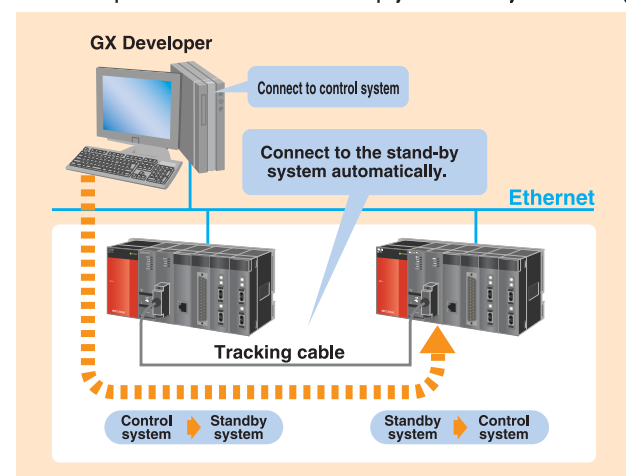 GX Developer
Connect to control system
Connect to the stand-by
system automatically.
Ethernet
Tracking cable
Control
system
Standby
system
Standby
system
Control
system